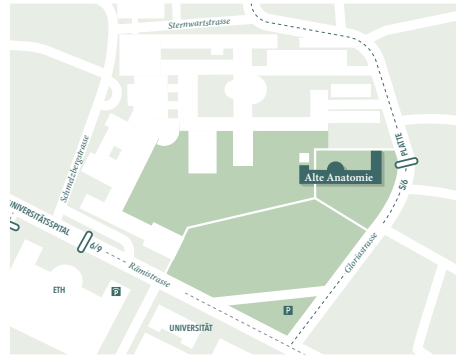 Sternwartstrasse
Schmelzbergstrasse
PLATTE
Alte Anatomie
5/6
UNIVERSITÄTSSPITAL
6/9
Rämistrasse
Gloriastrasse
ETH
P
P
UNIVERSITÄT